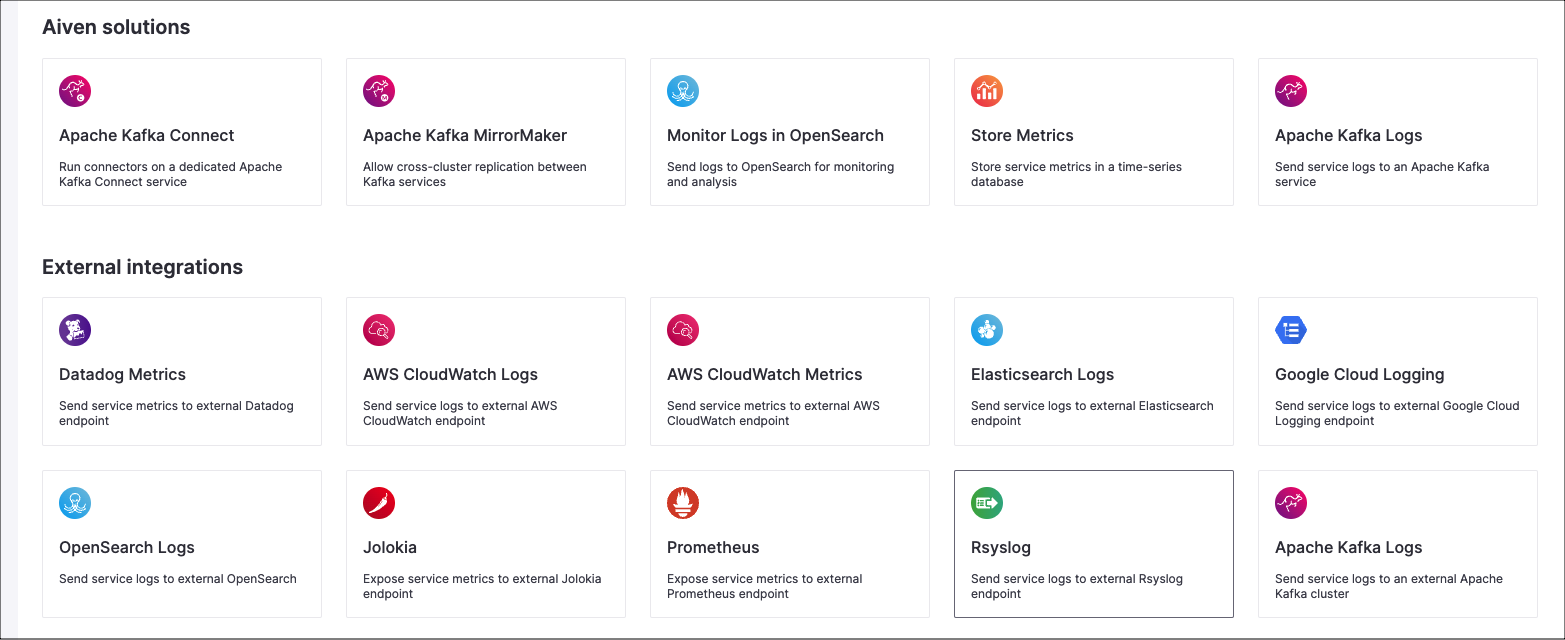 Aiven solutions
Apache Kafka Connect
Run connectors on a dedicated Apache
Kafka Connect service
Apache Kafka MirrorMaker
Allow cross-cluster replication between
Kafka services
Monitor Logs in OpenSearch
Send logs to OpenSearch for monitoring
and analysis
Store Metrics
Store service metrics in a time-series
database
Apache Kafka Logs
Send service logs to an Apache Kafka
service
External integrations
Datadog Metrics
Send service metrics to external Datadog
endpoint
AWS CloudWatch Logs
Send service logs to external AWS
CloudWatch endpoint
AWS CloudWatch Metrics
Send service metrics to external AWS
CloudWatch endpoint
Elasticsearch Logs
Send service logs to external Elasticsearch
endpoint
Google Cloud Logging
Send service logs to external Google Cloud
Logging endpoint
OpenSearch Logs
Send service logs to external OpenSearch
Jolokia
Expose service metrics to external Jolokia
endpoint
Prometheus
Expose service metrics to external
Prometheus endpoint
Rsyslog
Send service logs to external Rsyslog
endpoint
Apache Kafka Logs
Send service logs to an external Apache
Kafka cluster